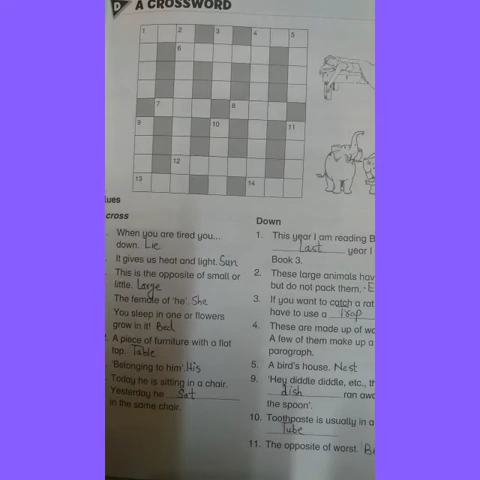 D A CROSSWORD
1 2 3 4 5
6
7 8
9 10 11
12
13 14
lues
cross
When you are tired you...
down. Lie
It gives us heat and light. Sun
This is the opposite of small or
little. Large
The female of 'he'. She
You sleep in one or flowers
grow in it! Bed
A piece of furniture with a flat
top. Table
'Belonging to him'. His
Today he is sitting in a chair.
Yesterday he Sat
in the same chair.
Down
1. This year I am reading B
Last year I
Book 3.
2. These large animals hav
but do not pack them. - E
3. If you want to catch a rat
have to use a Trap
4. These are made up of wo
A few of them make up a
paragraph.
5. A bird's house. Nest
9. 'Hey diddle diddle, etc., th
dish ran awa
the spoon'.
10. Toothpaste is usually in a
Tube
11. The opposite of worst. Be